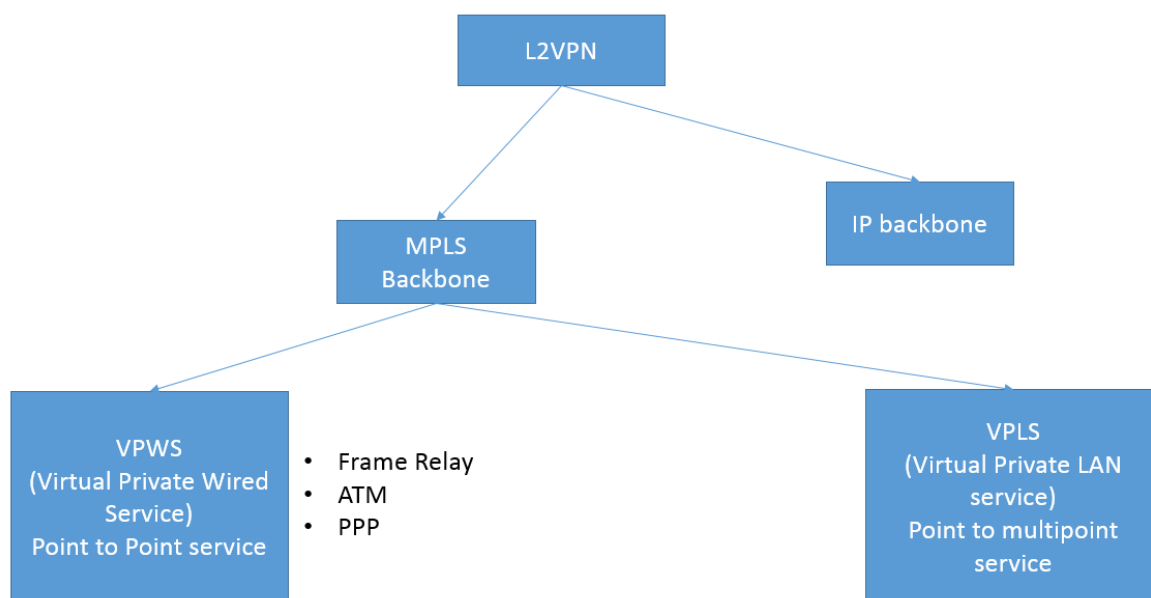 L2VPN
IP backbone
MPLS
Backbone
VPWS
(Virtual Private Wired
Service)
Point to Point service
• Frame Relay
• ATM
• PPP
VPLS
(Virtual Private LAN
service)
Point to multipoint
service